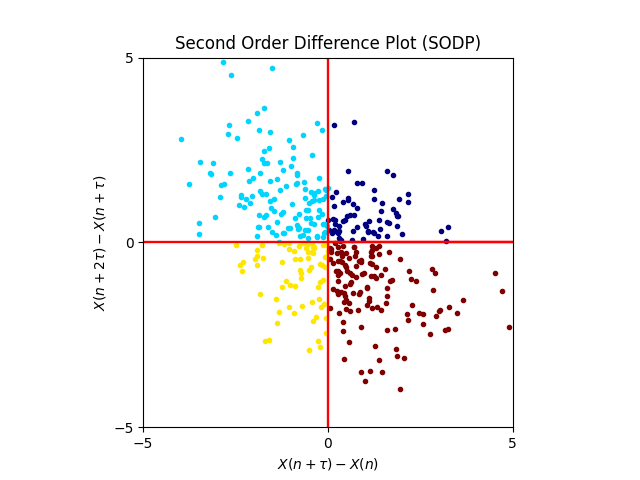 Second Order Difference Plot (SODP)
5
0
−5
X(n + 2τ) − X(n + τ)
−5 0 5
X(n + τ) − X(n)